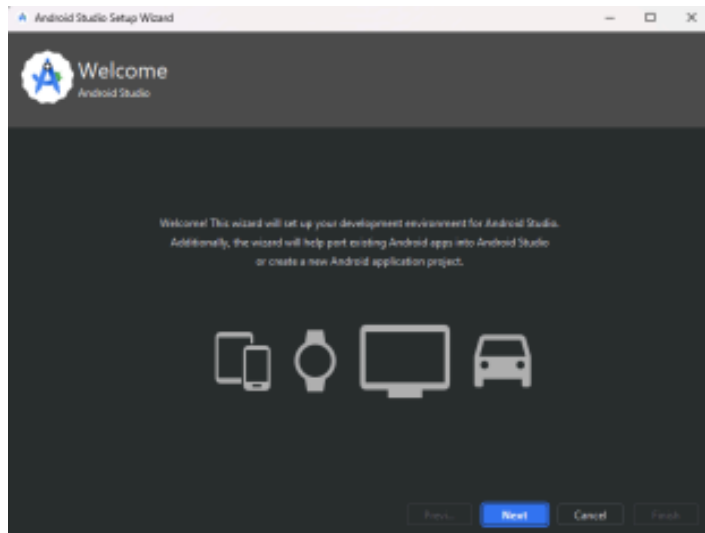 Android Studio Setup Wizard
Welcome
Android Studio
Welcome! This wizard will set up your development environment for Android Studio.
Additionally, the wizard will help port existing Android apps into Android Studio
or create a new Android application project.
Next
Cancel
Finish